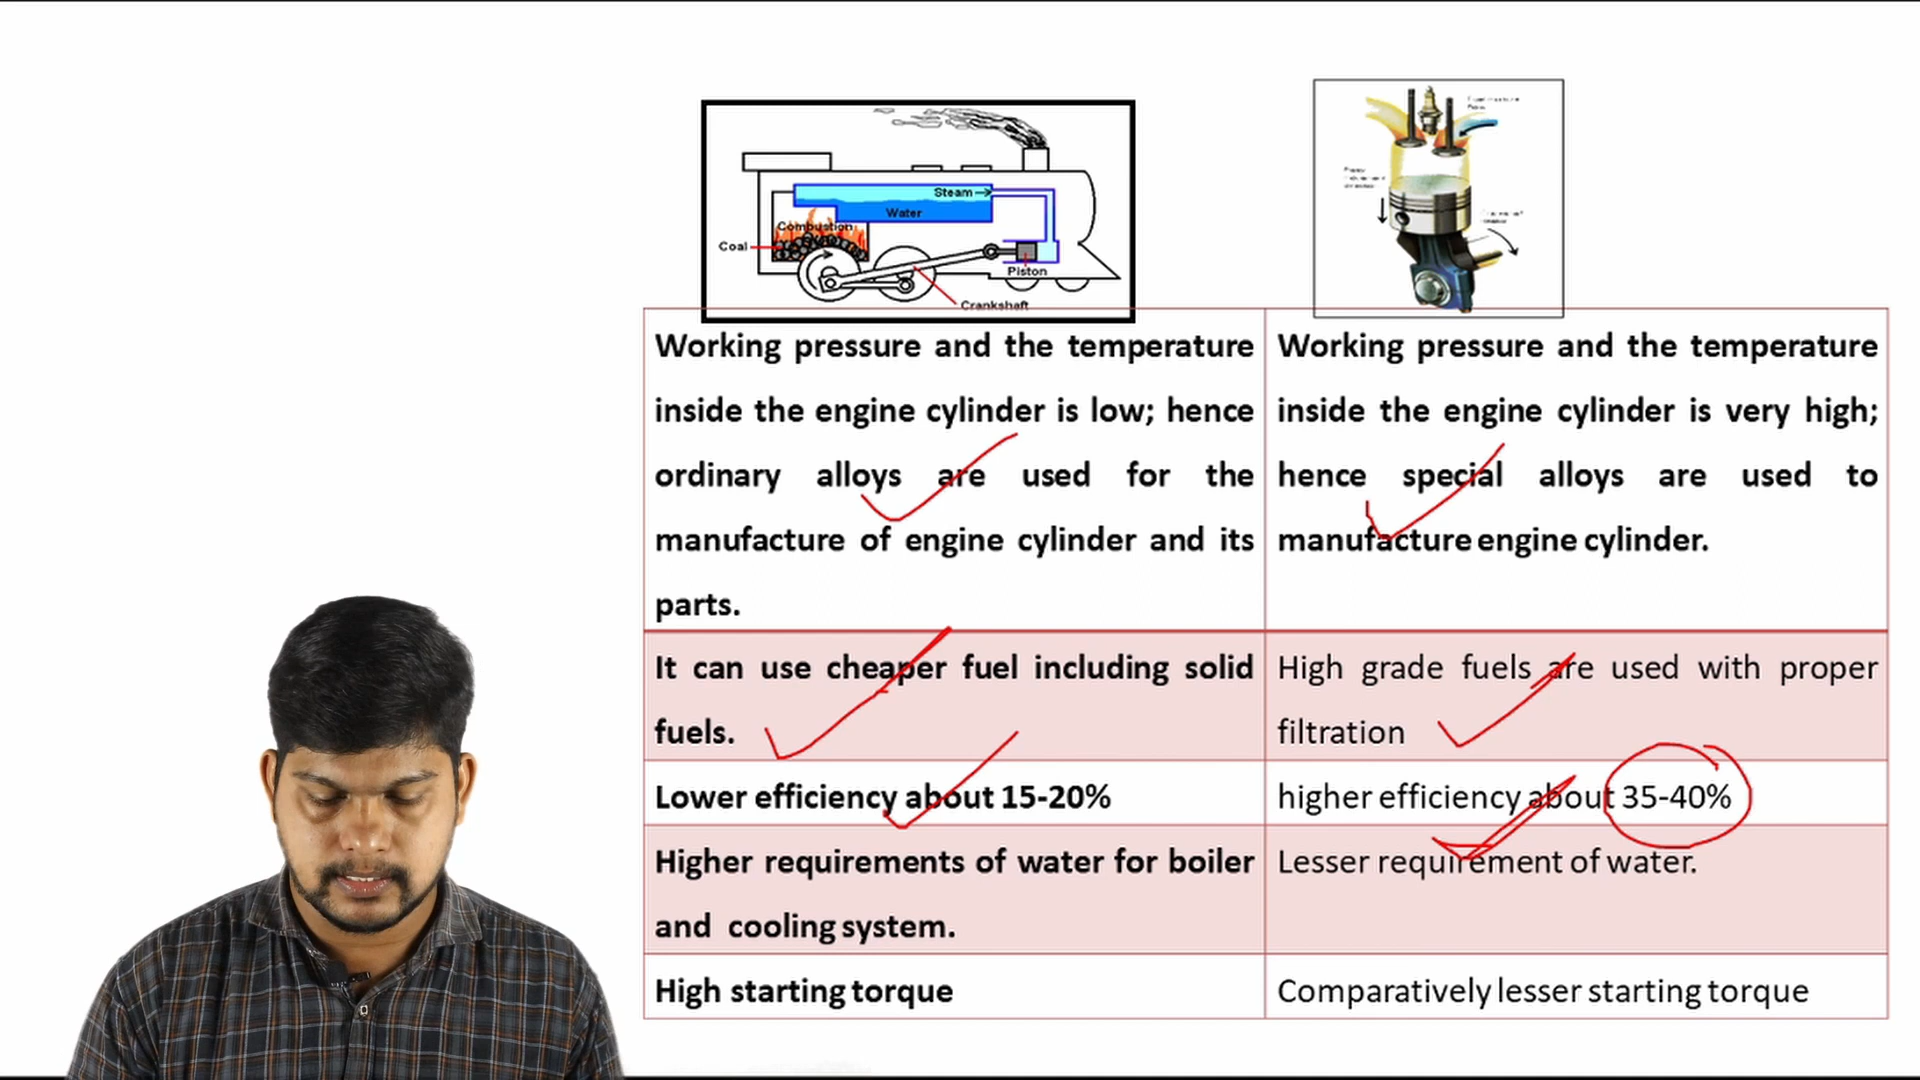 Steam
Water
Combustion
Coal
Piston
Crankshaft
Working pressure and the temperature
inside the engine cylinder is low; hence
ordinary alloys are used for the
manufacture of engine cylinder and its
parts.
Working pressure and the temperature
inside the engine cylinder is very high;
hence special alloys are used to
manufacture engine cylinder.
It can use cheaper fuel including solid
fuels.
High grade fuels are used with proper
filtration
Lower efficiency about 15-20%
higher efficiency about 35-40%
Higher requirements of water for boiler
and cooling system.
Lesser requirement of water.
High starting torque
Comparatively lesser starting torque